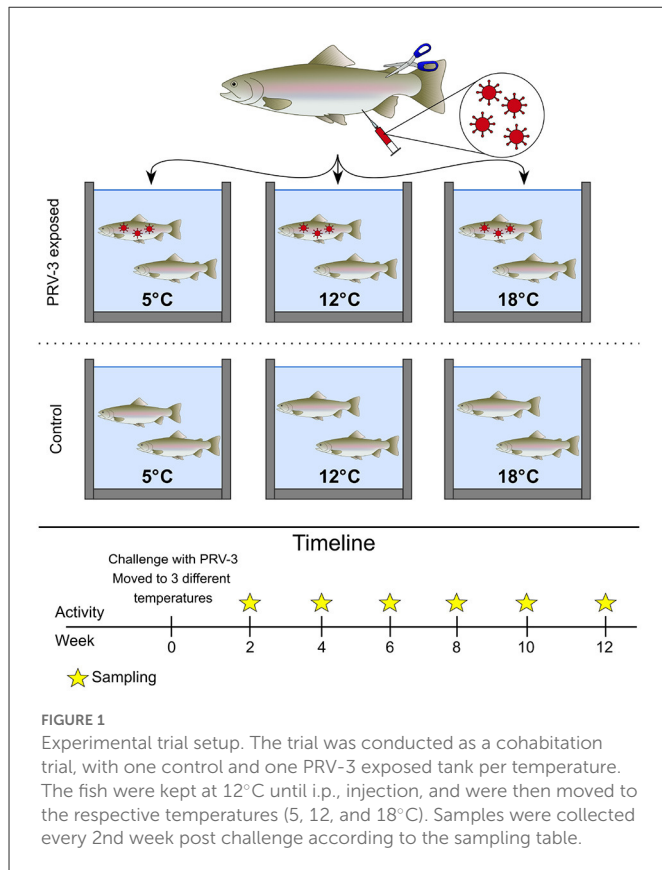 PRV-3 exposed
5°C
12°C
18°C
Control
5°C
12°C
18°C
Timeline
Challenge with PRV-3
Moved to 3 different
temperatures
Activity
Week
0
2
4
6
8
10
12
Sampling
FIGURE 1
Experimental trial setup. The trial was conducted as a cohabitation
trial, with one control and one PRV-3 exposed tank per temperature.
The fish were kept at 12°C until i.p., injection, and were then moved to
the respective temperatures (5, 12, and 18°C). Samples were collected
every 2nd week post challenge according to the sampling table.